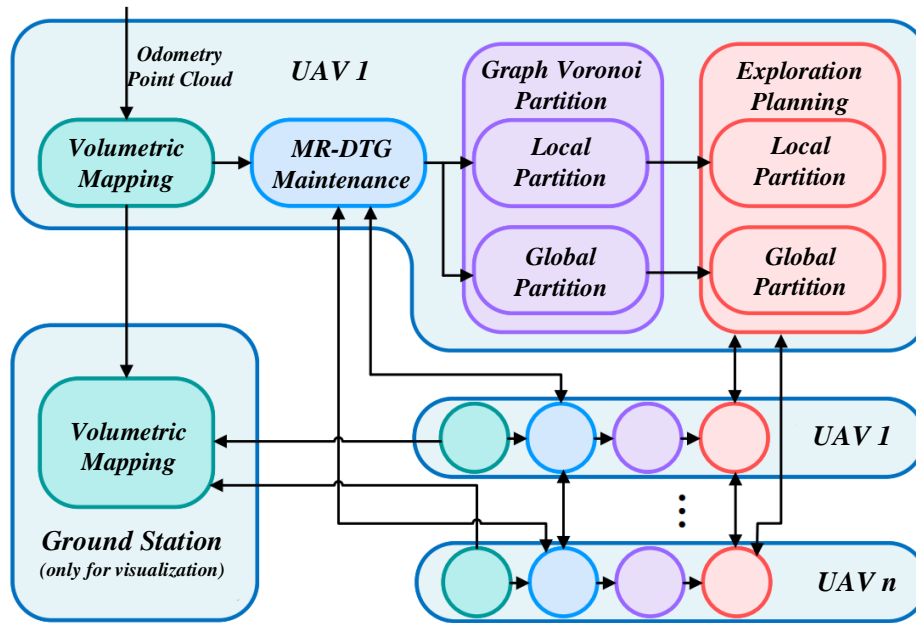 Odometry
Point Cloud
UAV 1
Graph Voronoi
Partition
Exploration
Planning
Volumetric
Mapping
MR-DTG
Maintenance
Local
Partition
Local
Partition
Global
Partition
Global
Partition
Volumetric
Mapping
Ground Station
(only for visualization)
UAV 1
...
UAV n